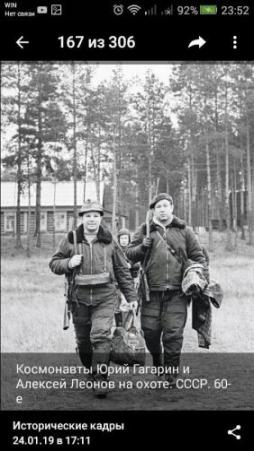 WIN
Нет связи
92% 23:52
167 из 306
Космонавты Юрий Гагарин и
Алексей Леонов на охоте. СССР. 60-
е
Исторические кадры
24.01.19 в 17:11